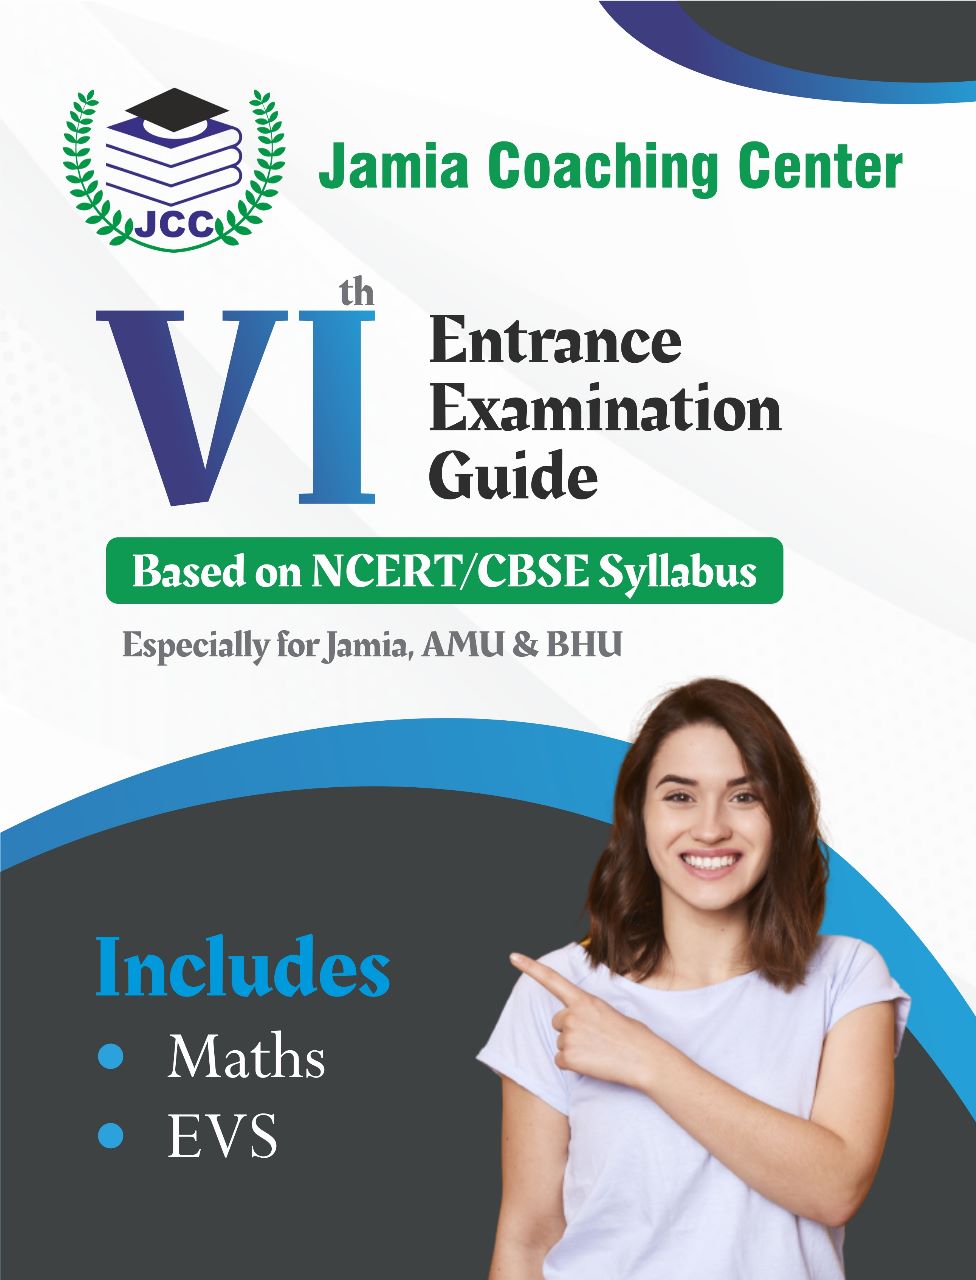 JCC
Jamia Coaching Center
VIth
Entrance
Examination
Guide
Based on NCERT/CBSE Syllabus
Especially for Jamia, AMU & BHU
Includes
• Maths
• EVS